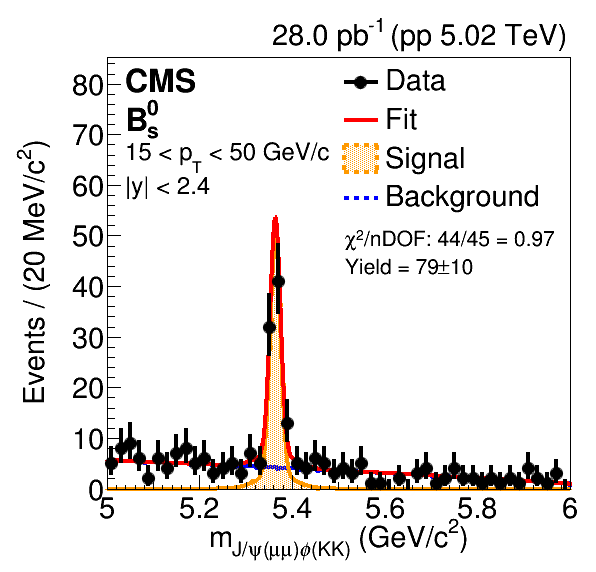 28.0 pb⁻¹ (pp 5.02 TeV)
CMS
B⁰ₛ
15 < p_T < 50 GeV/c
|y| < 2.4
Data
Fit
Signal
Background
χ²/nDOF: 44/45 = 0.97
Yield = 79±10
Events / (20 MeV/c²)
80
70
60
50
40
30
20
10
0
5 5.2 5.4 5.6 5.8 6
m_J/ψ(μμ)ϕ(KK) (GeV/c²)